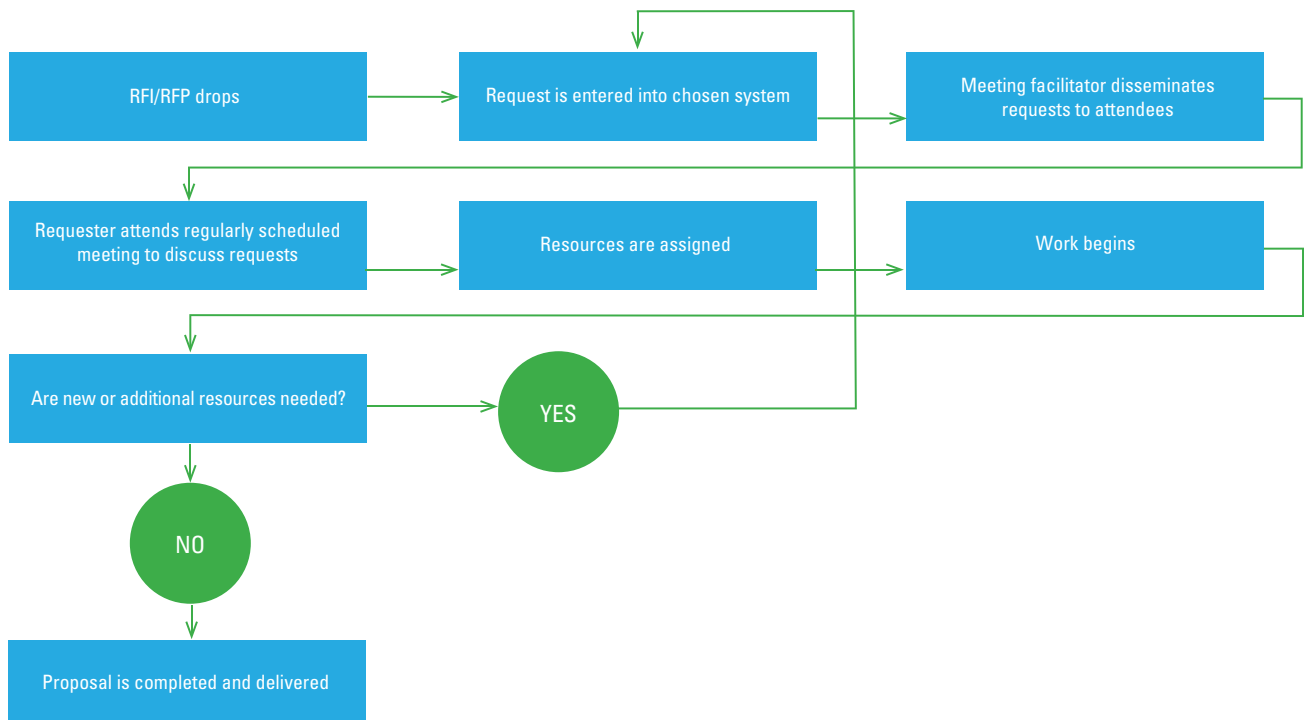 RFI/RFP drops
Request is entered into chosen system
Meeting facilitator disseminates
requests to attendees
Requester attends regularly scheduled
meeting to discuss requests
Resources are assigned
Work begins
Are new or additional resources needed?
YES
NO
Proposal is completed and delivered